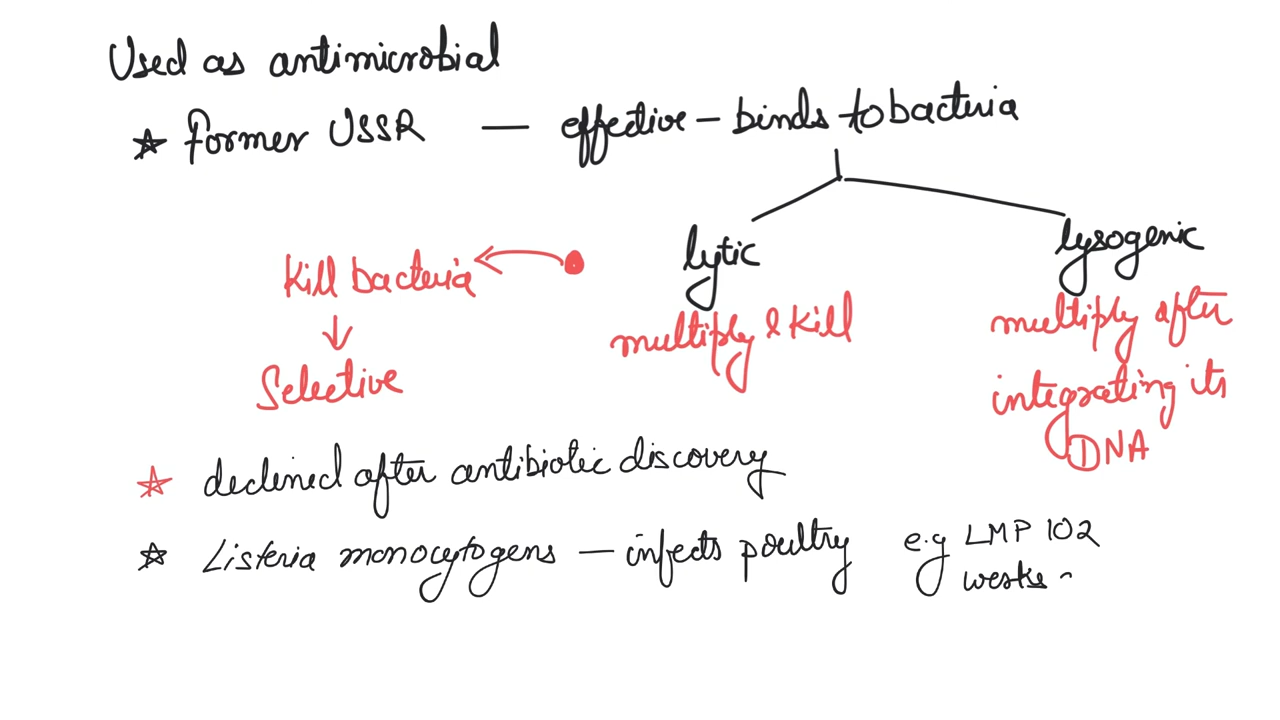 Used as antimicrobial
☆ Former USSR — effective – binds to bacteria
lytic
lysogenic
Kill bacteria
multiply & Kill
multiply after
integrating its
DNA
↓
Selective
☆ declined after antibiotic discovery
☆ Listeria monocytogens — infects poultry e.g LMP 102